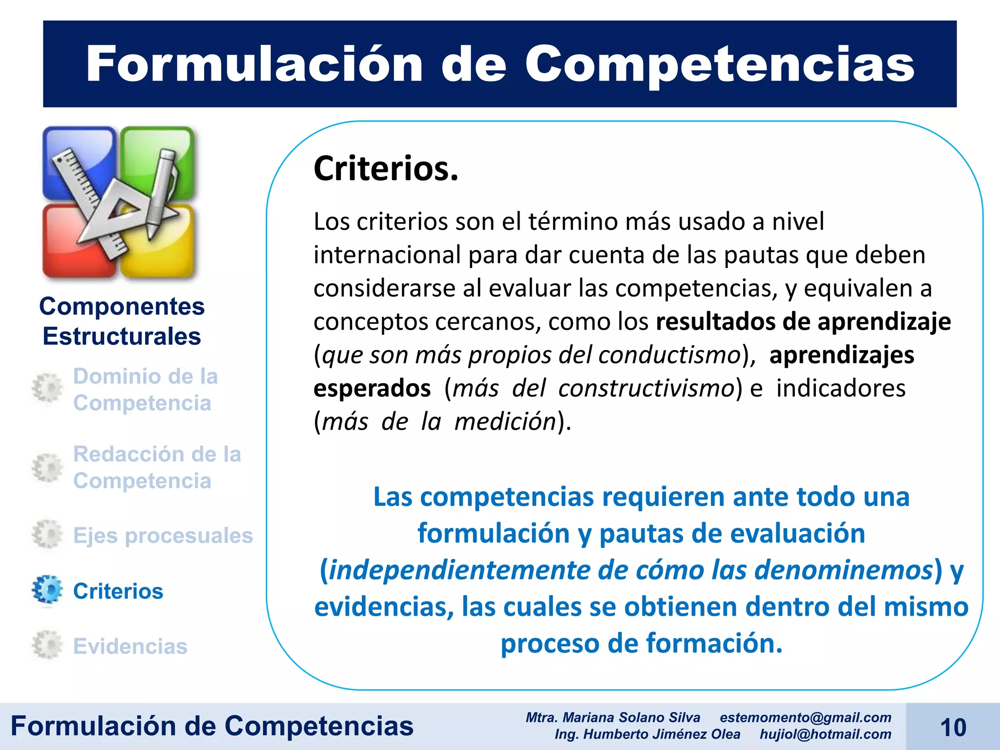 Formulación de Competencias
Componentes
Estructurales
Dominio de la
Competencia
Redacción de la
Competencia
Ejes procesuales
Criterios
Evidencias
Criterios.
Los criterios son el término más usado a nivel
internacional para dar cuenta de las pautas que deben
considerarse al evaluar las competencias, y equivalen a
conceptos cercanos, como los resultados de aprendizaje
(que son más propios del conductismo), aprendizajes
esperados (más del constructivismo) e indicadores
(más de la medición).
Las competencias requieren ante todo una
formulación y pautas de evaluación
(independientemente de cómo las denominemos) y
evidencias, las cuales se obtienen dentro del mismo
proceso de formación.
Formulación de Competencias
Mtra. Mariana Solano Silva estemomento@gmail.com
Ing. Humberto Jiménez Olea hujiol@hotmail.com
10